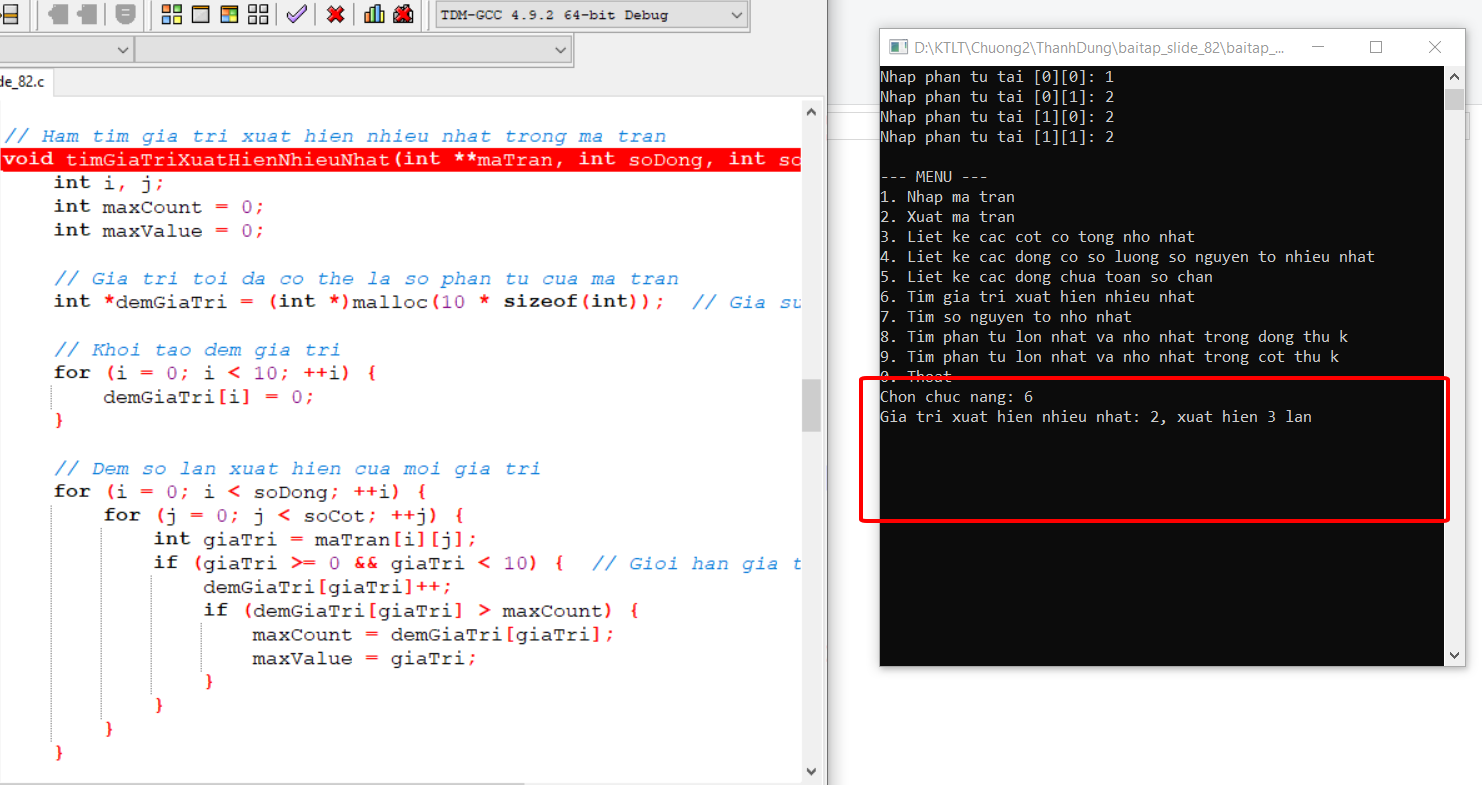 TDM-GCC 4.9.2 64-bit Debug
de_82.c
// Ham tim gia tri xuat hien nhieu nhat trong ma tran
void timGiaTriXuatHienNhieuNhat(int **maTran, int soDong, int so
int i, j;
int maxCount = 0;
int maxValue = 0;
// Gia tri toi da co the la so phan tu cua ma tran
int *demGiaTri = (int *)malloc(10 * sizeof(int));  // Gia su
// Khoi tao dem gia tri
for (i = 0; i < 10; ++i) {
demGiaTri[i] = 0;
}
// Dem so lan xuat hien cua moi gia tri
for (i = 0; i < soDong; ++i) {
for (j = 0; j < soCot; ++j) {
int giaTri = maTran[i][j];
if (giaTri >= 0 && giaTri < 10) {  // Gioi han gia t
demGiaTri[giaTri]++;
if (demGiaTri[giaTri] > maxCount) {
maxCount = demGiaTri[giaTri];
maxValue = giaTri;
}
}
}
}
D:\KTLT\Chuong2\ThanhDung\baitap_slide_82\baitap_...
Nhap phan tu tai [0][0]: 1
Nhap phan tu tai [0][1]: 2
Nhap phan tu tai [1][0]: 2
Nhap phan tu tai [1][1]: 2
--- MENU ---
1. Nhap ma tran
2. Xuat ma tran
3. Liet ke cac cot co tong nho nhat
4. Liet ke cac dong co so luong so nguyen to nhieu nhat
5. Liet ke cac dong chua toan so chan
6. Tim gia tri xuat hien nhieu nhat
7. Tim so nguyen to nho nhat
8. Tim phan tu lon nhat va nho nhat trong dong thu k
9. Tim phan tu lon nhat va nho nhat trong cot thu k
0. Thoat
Chon chuc nang: 6
Gia tri xuat hien nhieu nhat: 2, xuat hien 3 lan